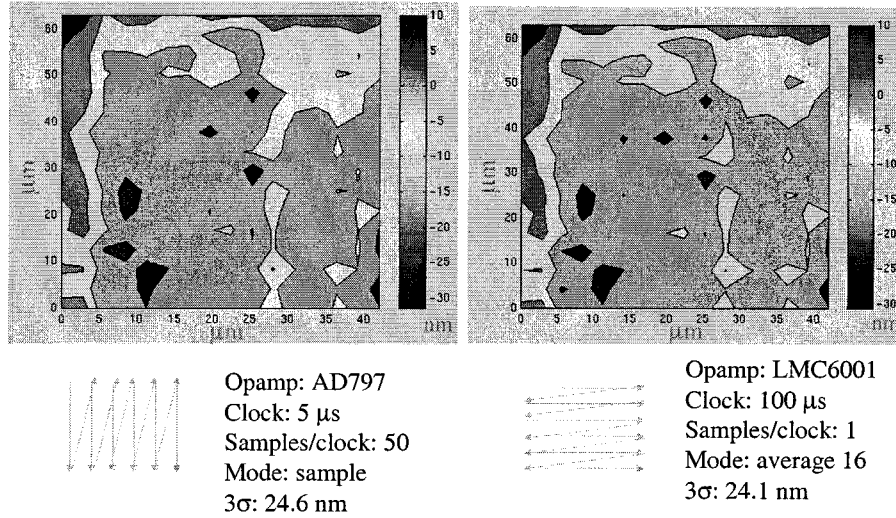 60
50
40
30
20
10
0
μm
0 5 10 15 21 25 30 35 40
μm
10
5
0
-5
-10
-15
-20
-25
-30
nm
60
50
40
30
20
10
0
μm
0 5 10 15 21 25 31 35 40
μm
10
5
0
-5
-10
-15
-20
-25
-30
nm
Opamp: AD797
Clock: 5 μs
Samples/clock: 50
Mode: sample
3σ: 24.6 nm
Opamp: LMC6001
Clock: 100 μs
Samples/clock: 1
Mode: average 16
3σ: 24.1 nm